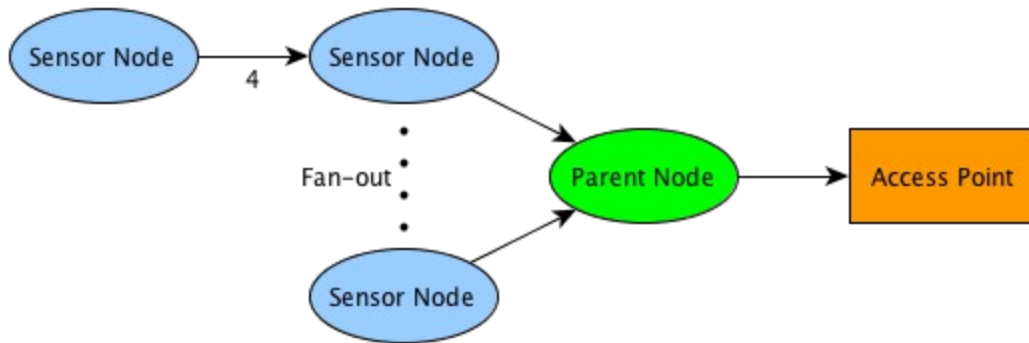 Sensor Node
4
Sensor Node
Fan-out
Parent Node
Access Point
Sensor Node